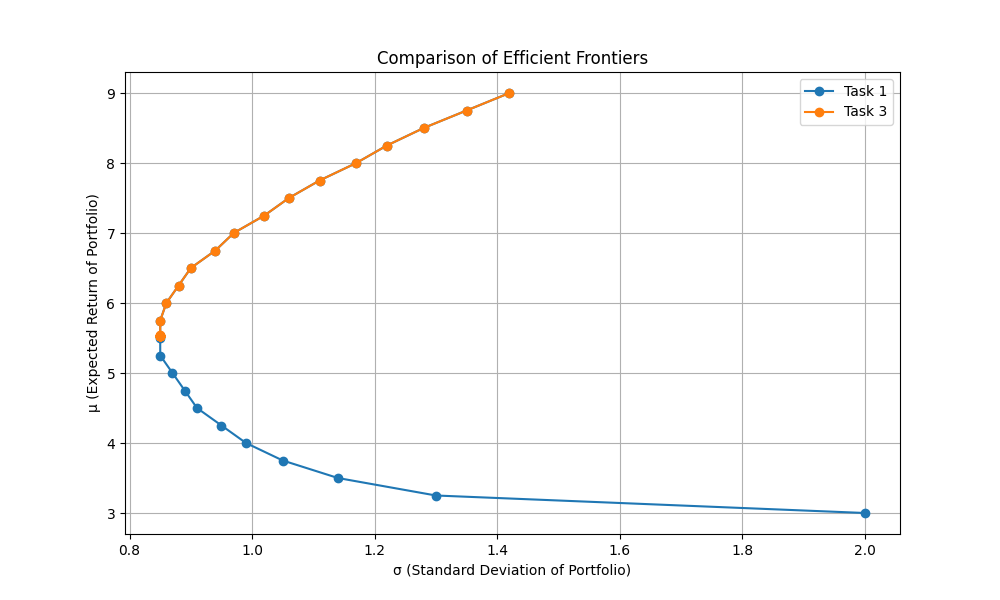 Comparison of Efficient Frontiers
Task 1
Task 3
μ (Expected Return of Portfolio)
9
8
7
6
5
4
3
0.8 1.0 1.2 1.4 1.6 1.8 2.0
σ (Standard Deviation of Portfolio)